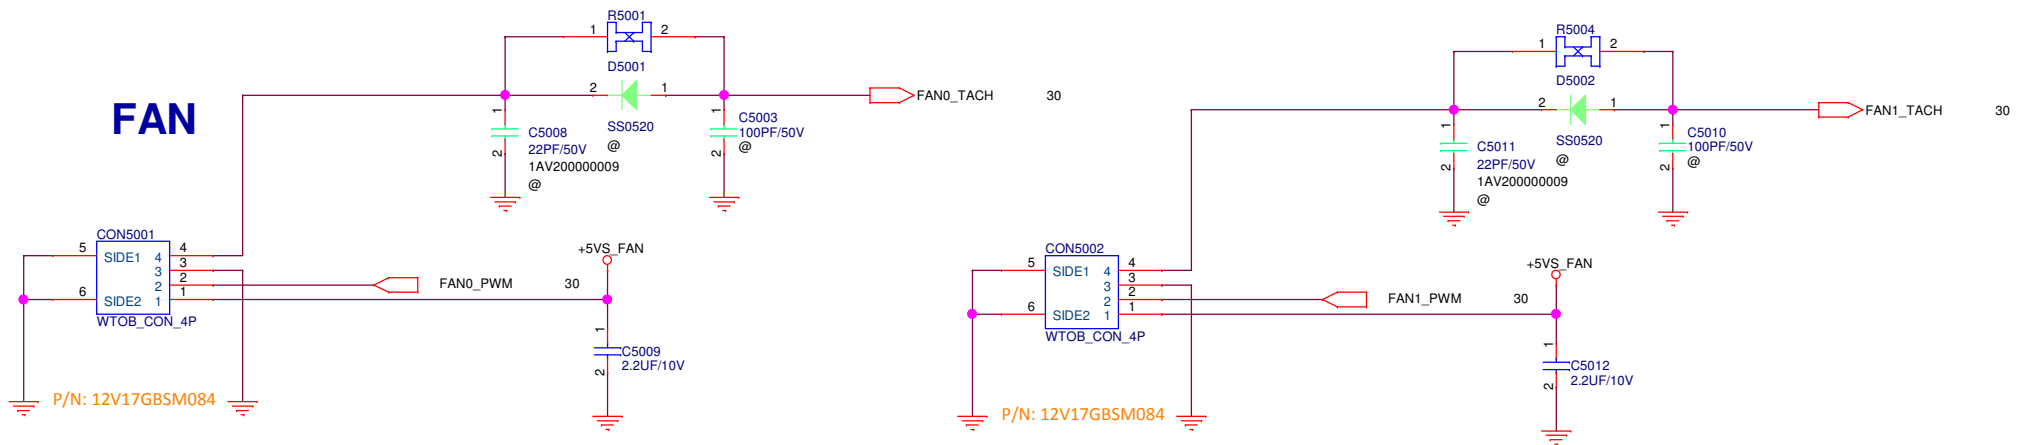 FAN
R5001
1
2
D5001
2
1
SS0520
@
FAN0_TACH
30
1
2
C5008
22PF/50V
1AV200000009
@
1
2
C5003
100PF/50V
@
CON5001
5
6
SIDE1
SIDE2
4
3
2
1
4
3
2
1
WTOB_CON_4P
FAN0_PWM
30
+5VS_FAN
1
2
C5009
2.2UF/10V
P/N: 12V17GBSM084
R5004
1
2
D5002
2
1
SS0520
@
FAN1_TACH
30
1
2
C5011
22PF/50V
1AV200000009
@
1
2
C5010
100PF/50V
@
CON5002
5
6
SIDE1
SIDE2
4
3
2
1
4
3
2
1
WTOB_CON_4P
FAN1_PWM
30
+5VS_FAN
1
2
C5012
2.2UF/10V
P/N: 12V17GBSM084